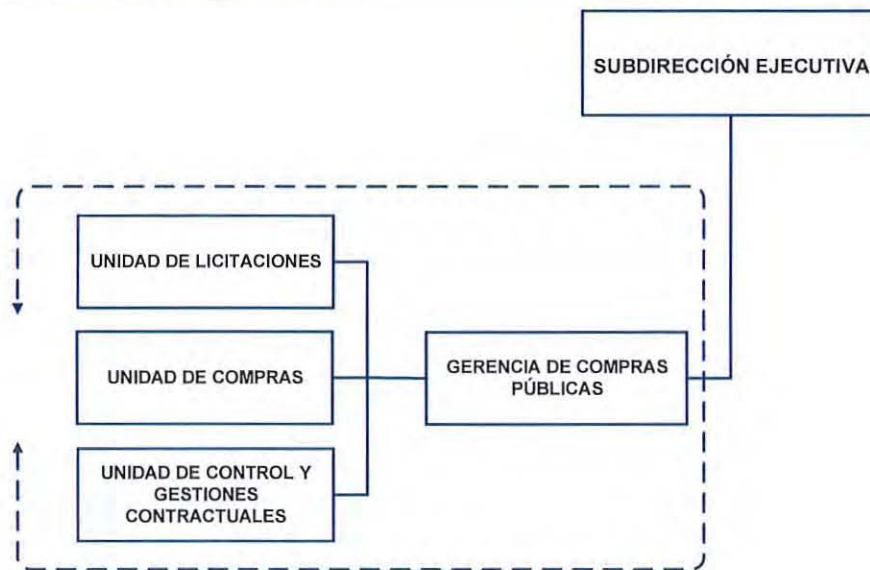 SUBDIRECCIÓN EJECUTIVA
UNIDAD DE LICITACIONES
UNIDAD DE COMPRAS
GERENCIA DE COMPRAS
PÚBLICAS
UNIDAD DE CONTROL Y
GESTIONES
CONTRACTUALES